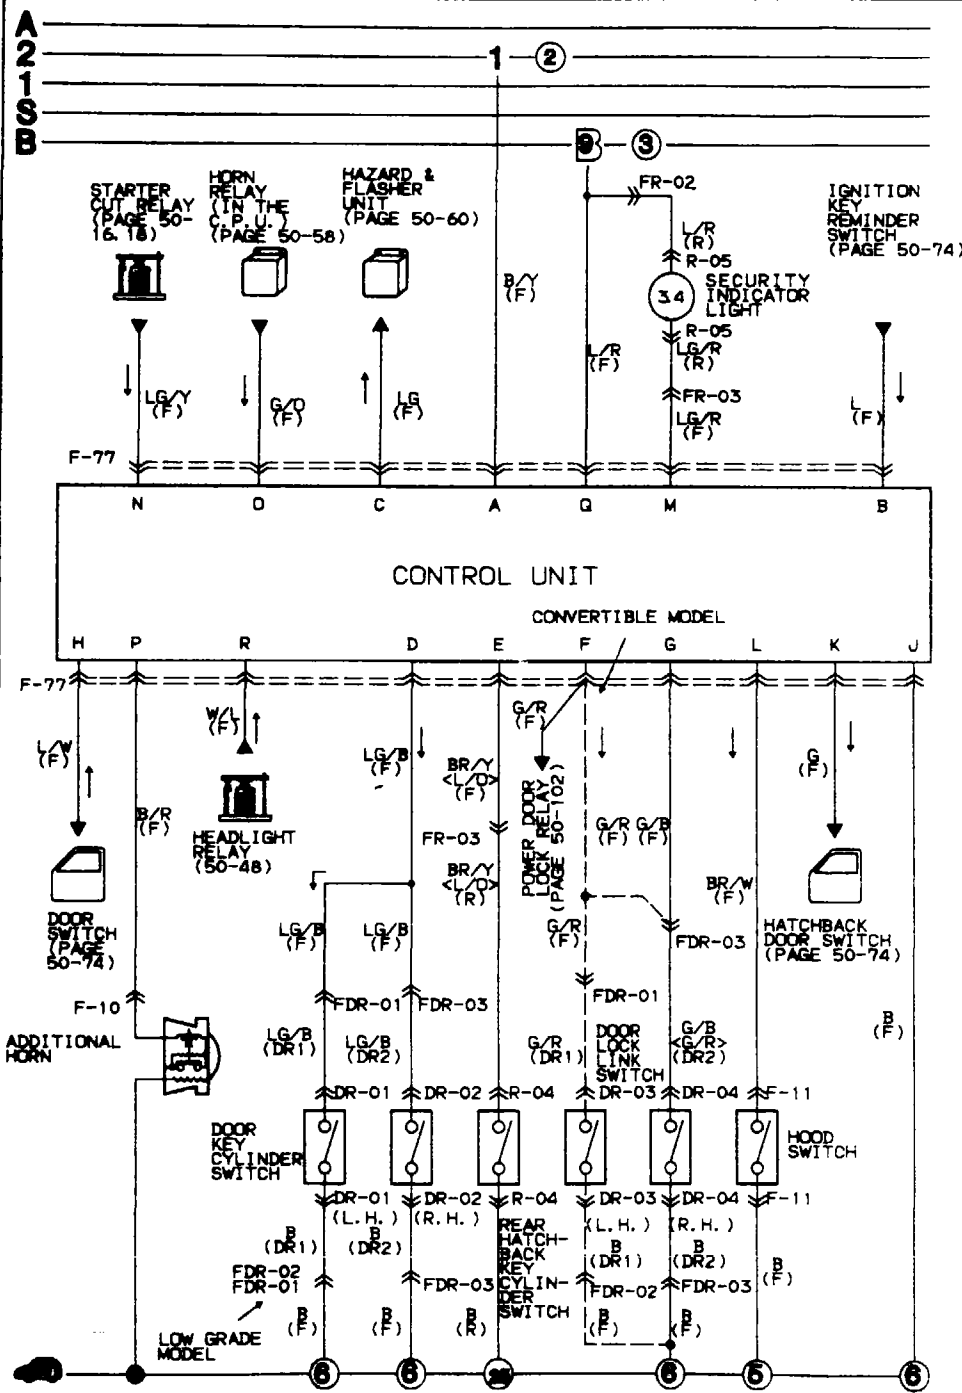 A
2
1
S
B
1 2
9 3
STARTER
CUT RELAY
(PAGE 50-
16.18)
HORN
RELAY
(IN THE
C.P.U.)
(PAGE 50-58)
HAZARD &
FLASHER
UNIT
(PAGE 50-60)
FR-02
IGNITION
KEY
REMINDER
SWITCH
(PAGE 50-74)
L/R
(R)
R-05
3.4
SECURITY
INDICATOR
LIGHT
R-05
LG/R
(R)
FR-03
LG/R
(F)
B/Y
(F)
L/R
(F)
LG/Y
(F)
G/O
(F)
LG
(F)
L
(F)
F-77
N O C A Q M B
CONTROL UNIT
CONVERTIBLE MODEL
H P R D E F G L K J
F-77
L/W
(F)
B/R
(F)
W/L
(F)
LG/B
(F)
BR/Y
<L/O>
(F)
G/R
(F)
G/R
(F)
G/B
(F)
G
(F)
FR-03
BR/Y
<L/O>
(R)
POWER DOOR
LOCK RELAY
(PAGE 50-102)
HEADLIGHT
RELAY
(50-48)
BR/W
(F)
DOOR
SWITCH
(PAGE
50-74)
HATCHBACK
DOOR SWITCH
(PAGE 50-74)
LG/B
(F)
LG/B
(F)
G/R
(F)
FDR-03
F-10
FDR-01
FDR-03
FDR-01
ADDITIONAL
HORN
LG/B
(DR1)
LG/B
(DR2)
G/R
(DR1)
DOOR
LOCK
LINK
SWITCH
G/B
<G/R>
(DR2)
B
(F)
DR-01 DR-02 R-04 DR-03 DR-04 F-11
DOOR
KEY
CYLINDER
SWITCH
HOOD
SWITCH
DR-01 DR-02 R-04 DR-03 DR-04 F-11
(L.H.) (R.H.) (L.H.) (R.H.)
REAR
HATCH-
BACK
KEY
CYLIN-
DER
SWITCH
B
(DR1)
B
(DR2)
B
(DR1)
B
(DR2)
B
(F)
FDR-02
FDR-01
FDR-03
FDR-02
FDR-03
LOW GRADE
MODEL
B
(F)
B
(F)
B
(R)
B
(F)
B
(F)
6 6 6 5 6